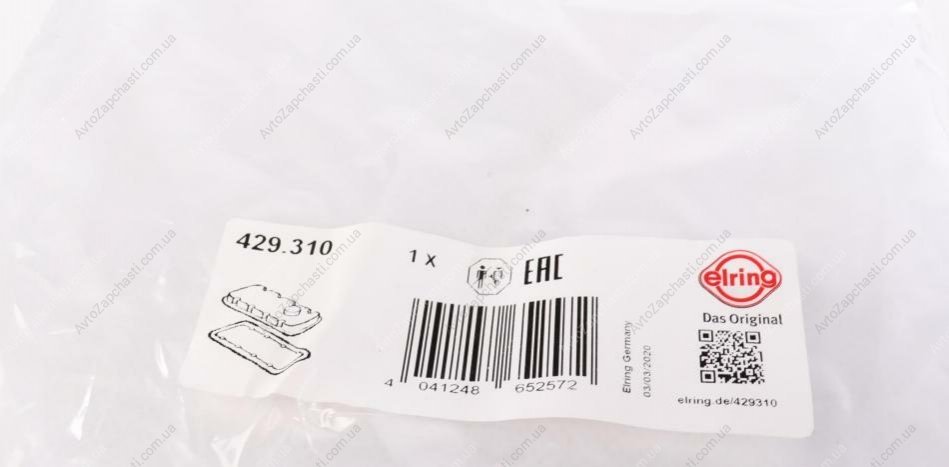 429.310
1 X
EAC
elring
Das Original
4 041248 652572
Elring Germany
03/03/2020
elring.de/429310
AvtoZapchasti.com.ua